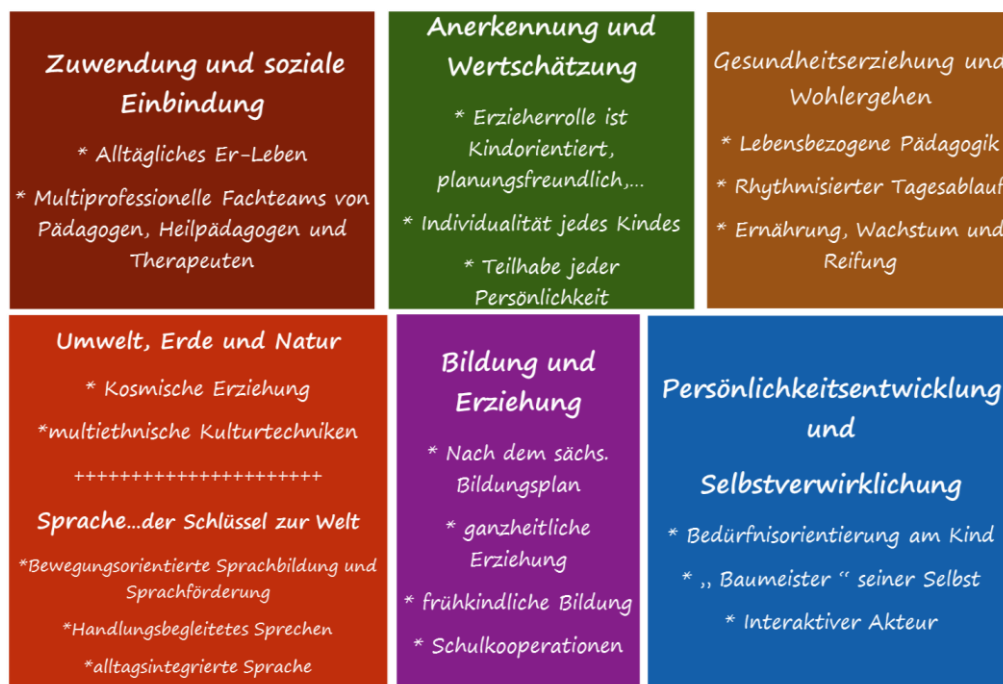 Zuwendung und soziale
Einbindung
* Alltägliches Er-Leben
* Multiprofessionelle Fachteams von
Pädagogen, Heilpädagogen und
Therapeuten
Anerkennung und
Wertschätzung
* Erzieherrolle ist
Kindorientiert,
planungsfreundlich,...
* Individualität jedes Kindes
* Teilhabe jeder
Persönlichkeit
Gesundheitserziehung und
Wohlergehen
* Lebensbezogene Pädagogik
* Rhythmisierter Tagesablauf
* Ernährung, Wachstum und
Reifung
Umwelt, Erde und Natur
* Kosmische Erziehung
*multiethnische Kulturtechniken
++++++++++++++++++++++
Sprache...der Schlüssel zur Welt
*Bewegungsorientierte Sprachbildung und
Sprachförderung
*Handlungsbegleitetes Sprechen
*alltagsintegrierte Sprache
Bildung und
Erziehung
* Nach dem sächs.
Bildungsplan
* ganzheitliche
Erziehung
* frühkindliche Bildung
* Schulkooperationen
Persönlichkeitsentwicklung
und
Selbstverwirklichung
* Bedürfnisorientierung am Kind
* „ Baumeister “ seiner Selbst
* Interaktiver Akteur